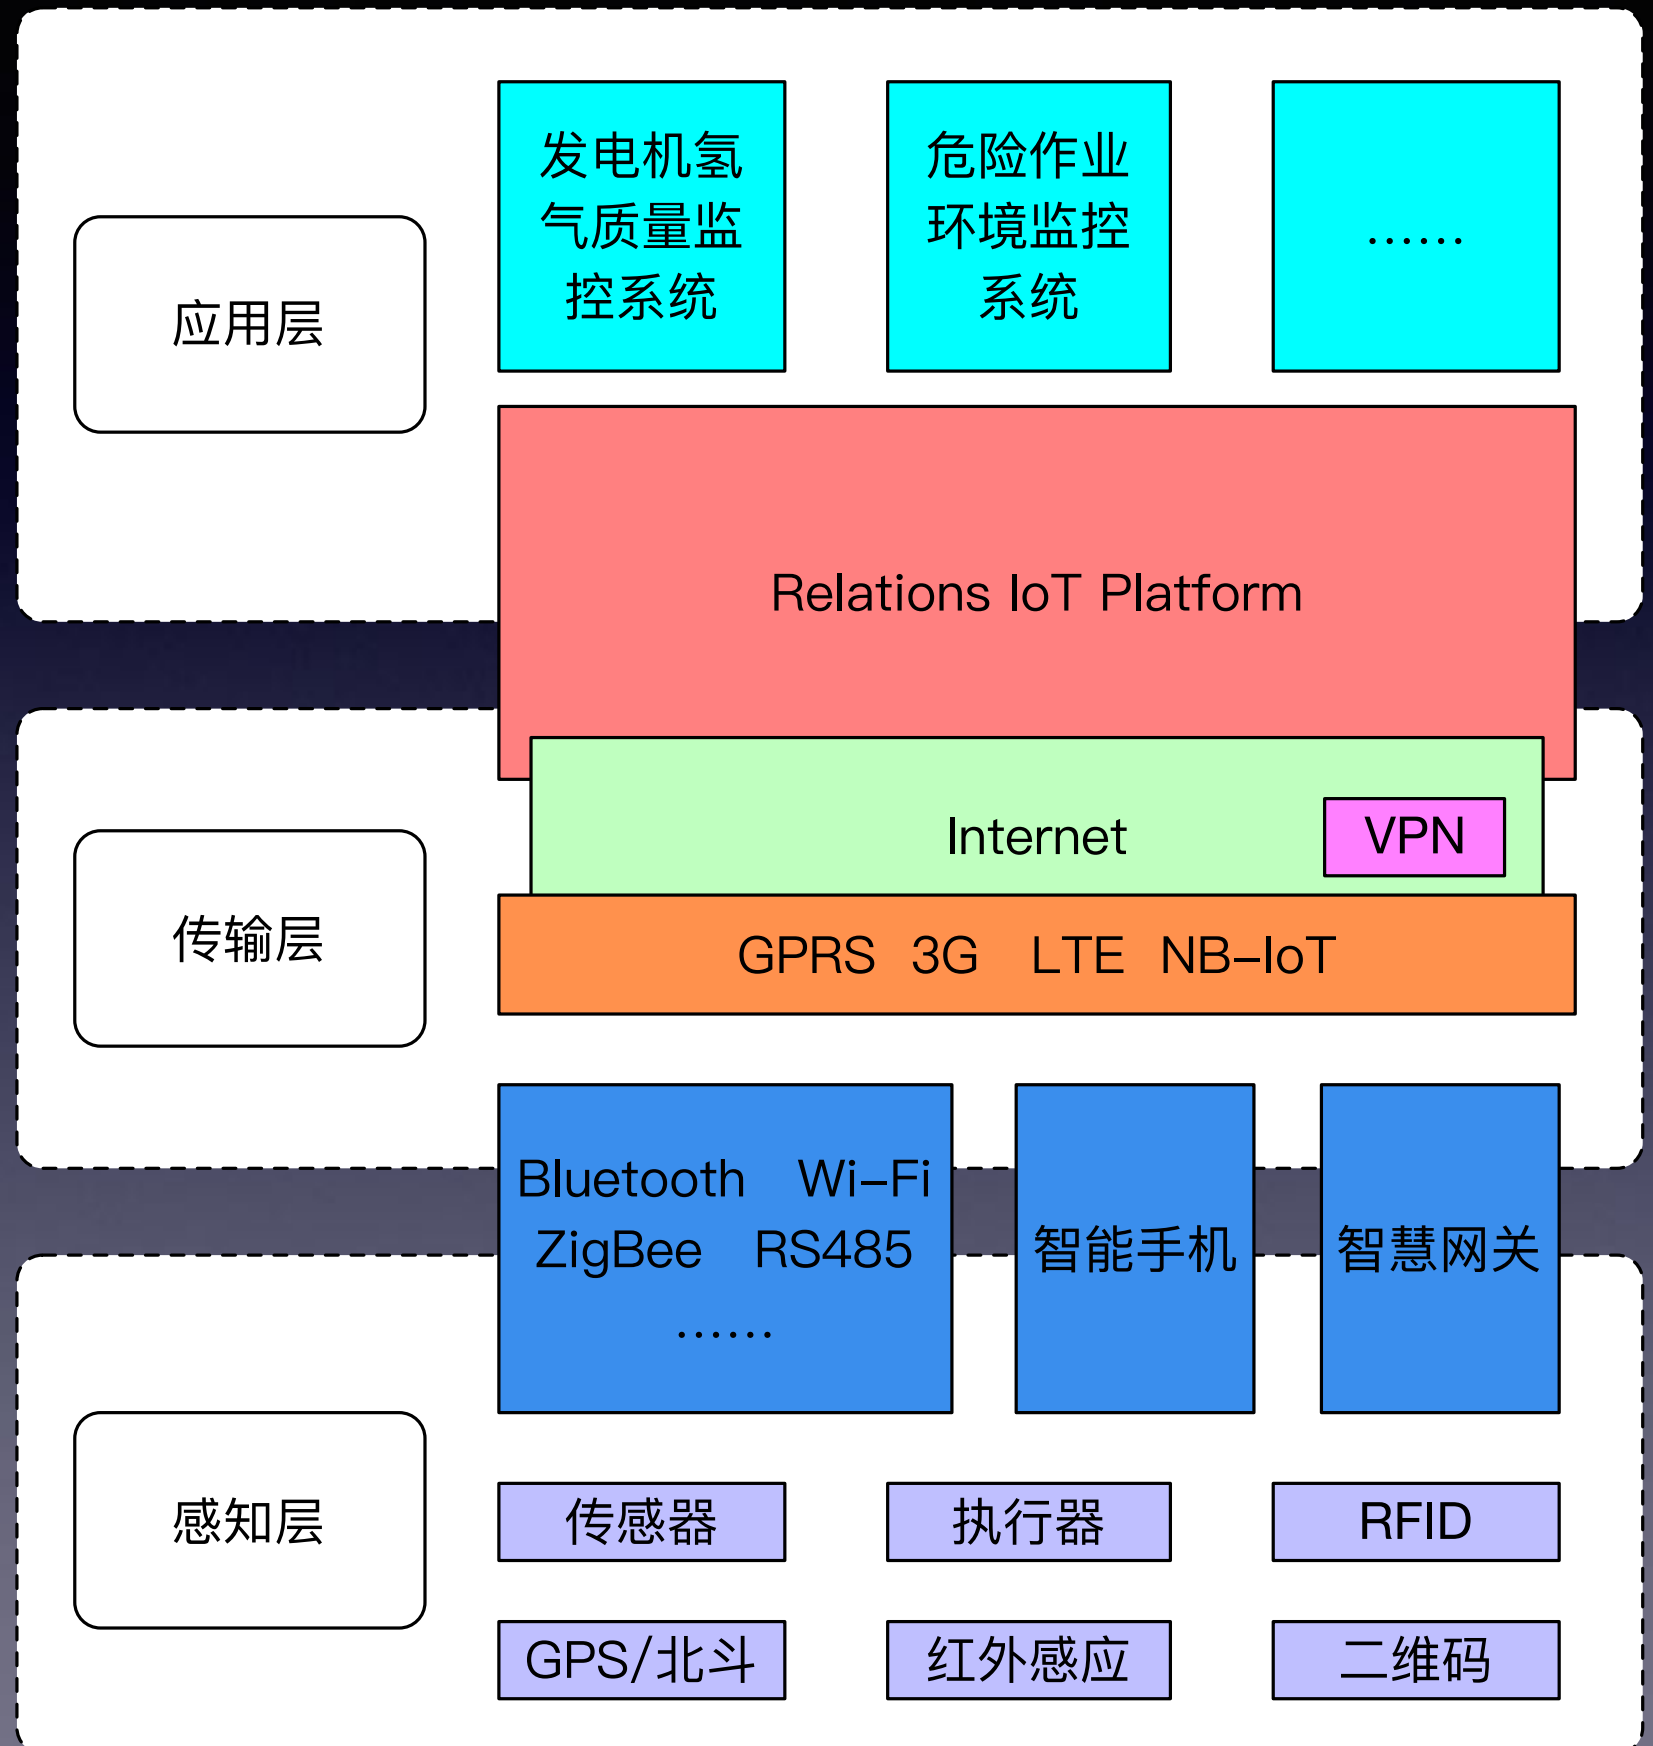 应用层
发电机氢
气质量监
控系统
危险作业
环境监控
系统
……
Relations IoT Platform
传输层
Internet
VPN
GPRS 3G LTE NB-IoT
Bluetooth Wi-Fi
ZigBee RS485
……
智能手机
智慧网关
感知层
传感器
执行器
RFID
GPS/北斗
红外感应
二维码